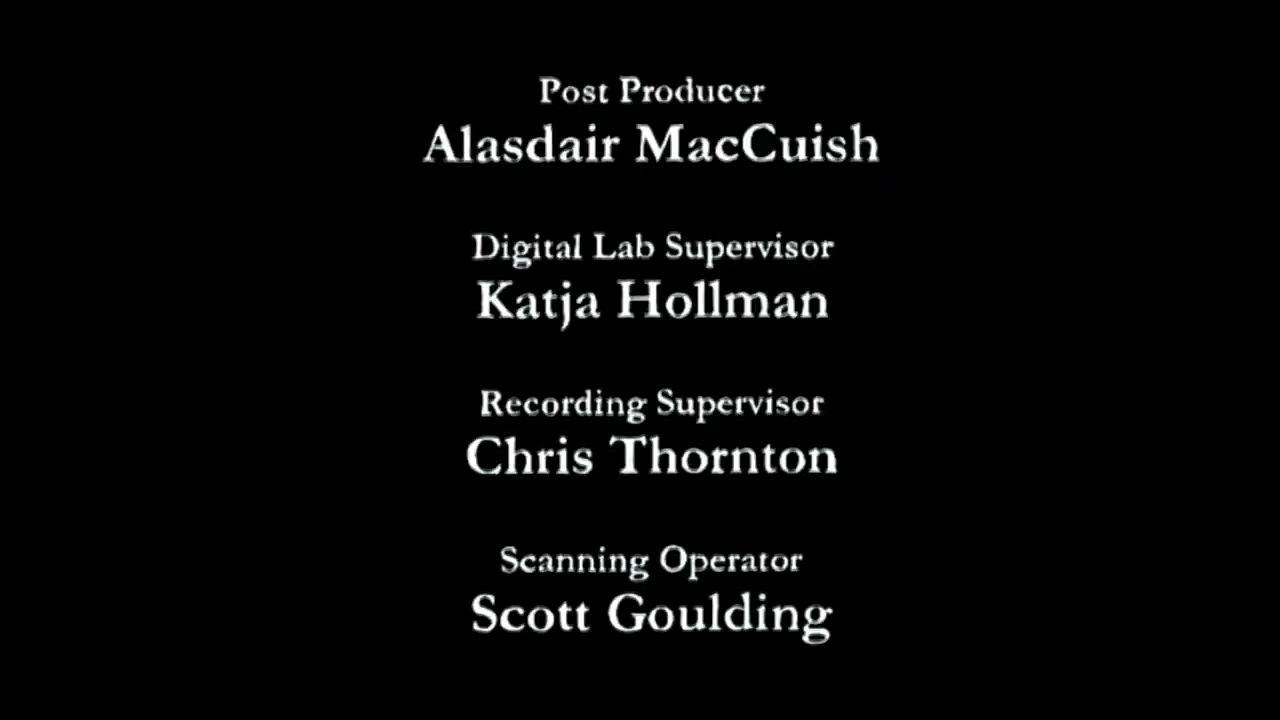 Post Producer
Alasdair MacCuish
Digital Lab Supervisor
Katja Hollman
Recording Supervisor
Chris Thornton
Scanning Operator
Scott Goulding